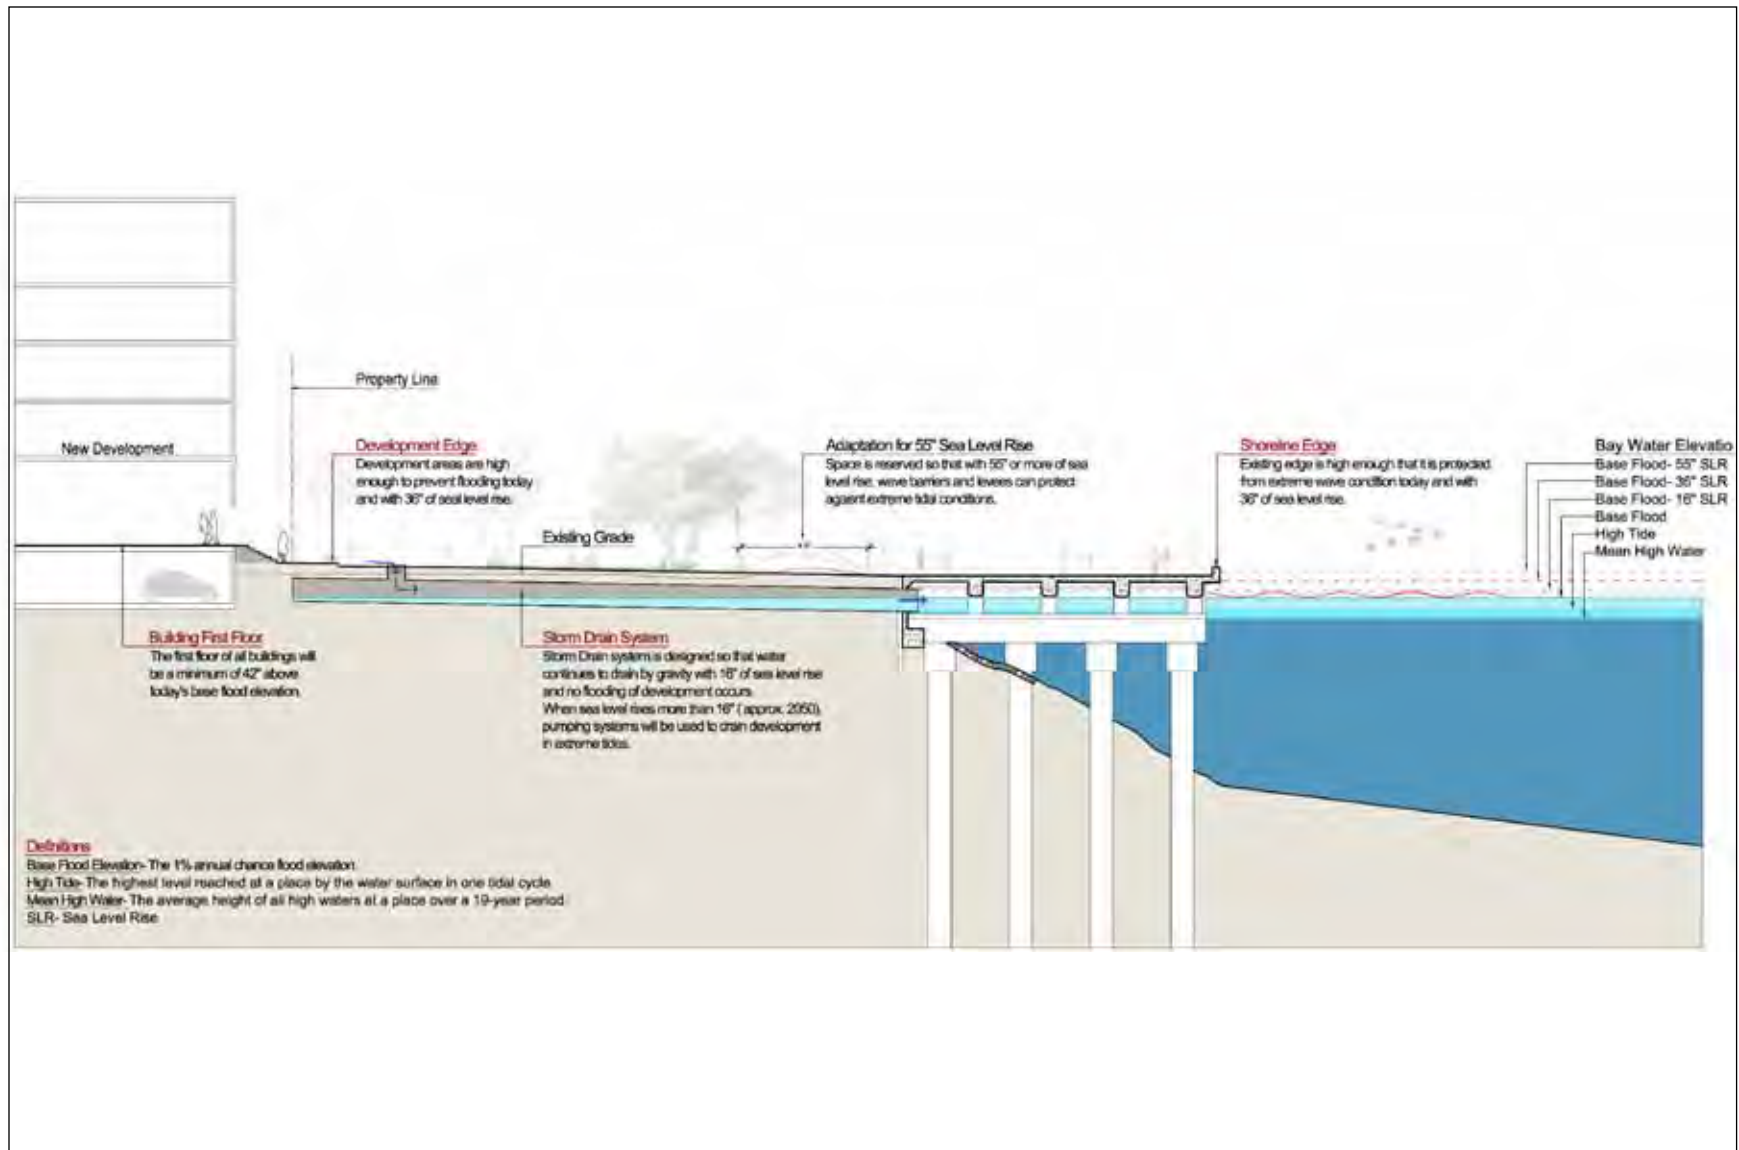 Property Line
New Development
Development Edge
Development areas are high
enough to prevent flooding today
and with 36" of seal level rise.
Adaptation for 55" Sea Level Rise
Space is reserved so that with 55" or more of sea
level rise, wave barriers and levees can protect
against extreme tidal conditions.
Shoreline Edge
Existing edge is high enough that it is protected
from extreme wave condition today and with
36" of sea level rise.
Bay Water Elevatio
Base Flood- 55" SLR
Base Flood- 36" SLR
Base Flood- 16" SLR
Base Flood
High Tide
Mean High Water
Existing Grade
Building First Floor
The first floor of all buildings will
be a minimum of 42" above
today's base flood elevation.
Storm Drain System
Storm Drain system is designed so that water
continues to drain by gravity with 16" of sea level rise
and no flooding of development occurs.
When sea level rises more than 16" ( approx. 2050),
pumping systems will be used to drain development
in extreme tides.
Definitions
Base Flood Elevation- The 1% annual chance flood elevation
High Tide- The highest level reached at a place by the water surface in one tidal cycle
Mean High Water- The average height of all high waters at a place over a 19-year period
SLR- Sea Level Rise